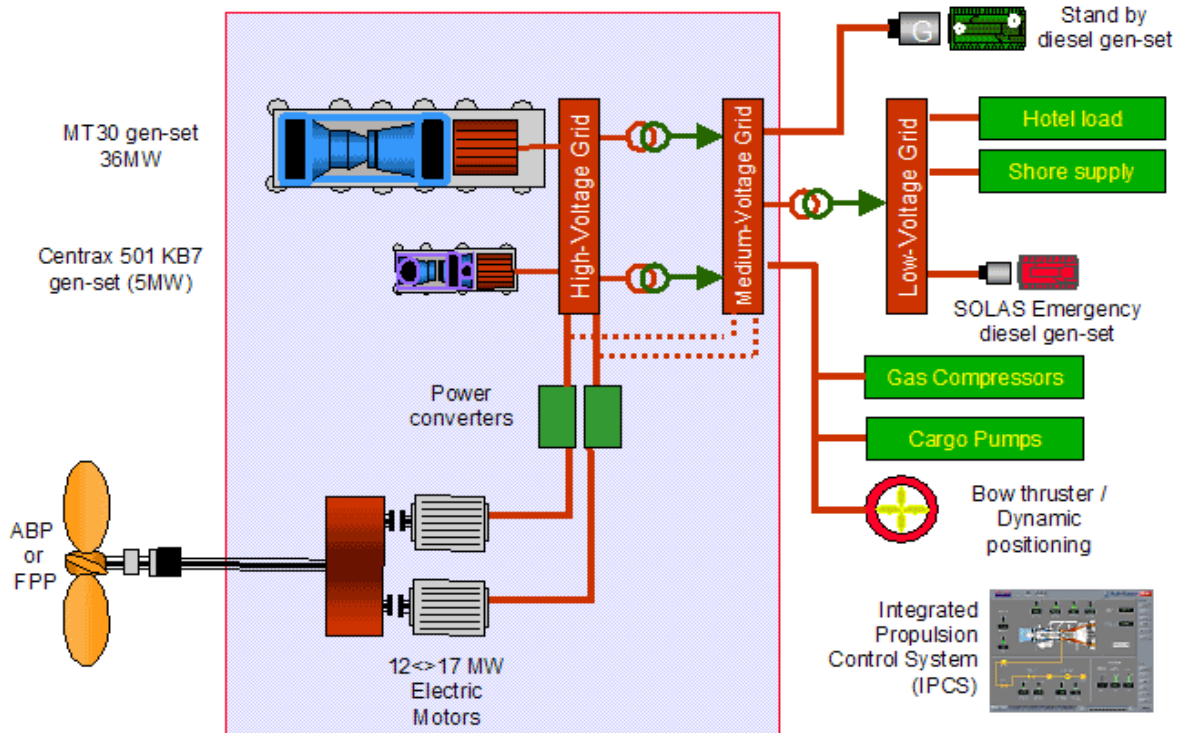 Stand by
diesel gen-set
G
MT30 gen-set
36MW
High-Voltage Grid
Medium-Voltage Grid
Low-Voltage Grid
Hotel load
Shore supply
Centrax 501 KB7
gen-set (5MW)
SOLAS Emergency
diesel gen-set
Power
converters
Gas Compressors
Cargo Pumps
Bow thruster /
Dynamic
positioning
ABP
or
FPP
12<>17 MW
Electric
Motors
Integrated
Propulsion
Control System
(IPCS)